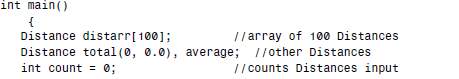 int main()
{
Distance distarr[100]; //array of 100 Distances
Distance total(0, 0.0), average; //other Distances
int count = 0; //counts Distances input